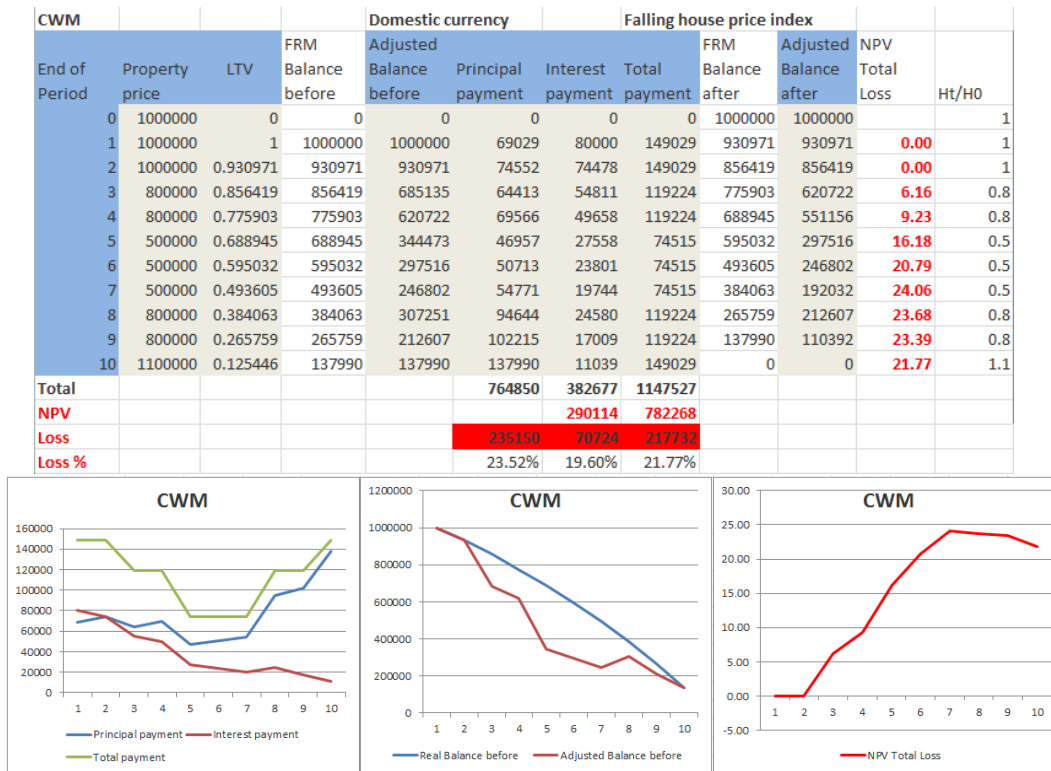 CWM Domestic currency Falling house price index
FRM Adjusted FRM Adjusted NPV
End of Property LTV Balance Balance Principal Interest Total Balance Balance Total
Period price before before payment payment payment after after Loss Ht/H0
0 1000000 0 0 0 0 0 0 1000000 1000000 1
1 1000000 1 1000000 1000000 69029 80000 149029 930971 930971 0.00 1
2 1000000 0.930971 930971 930971 74552 74478 149029 856419 856419 0.00 1
3 800000 0.856419 856419 685135 64413 54811 119224 775903 620722 6.16 0.8
4 800000 0.775903 775903 620722 69566 49658 119224 688945 551156 9.23 0.8
5 500000 0.688945 688945 344473 46957 27558 74515 595032 297516 16.18 0.5
6 500000 0.595032 595032 297516 50713 23801 74515 493605 246802 20.79 0.5
7 500000 0.493605 493605 246802 54771 19744 74515 384063 192032 24.06 0.5
8 800000 0.384063 384063 307251 94644 24580 119224 265759 212607 23.68 0.8
9 800000 0.265759 265759 212607 102215 17009 119224 137990 110392 23.39 0.8
10 1100000 0.125446 137990 137990 137990 11039 149029 0 0 21.77 1.1
Total 764850 382677 1147527
NPV 290114 782268
Loss 235150 70724 217732
Loss % 23.52% 19.60% 21.77%
CWM
160000
140000
120000
100000
80000
60000
40000
20000
0
1 2 3 4 5 6 7 8 9 10
Principal payment Interest payment
Total payment
CWM
1200000
1000000
800000
600000
400000
200000
0
1 2 3 4 5 6 7 8 9 10
Real Balance before Adjusted Balance before
CWM
30.00
25.00
20.00
15.00
10.00
5.00
0.00
-5.00
1 2 3 4 5 6 7 8 9 10
NPV Total Loss